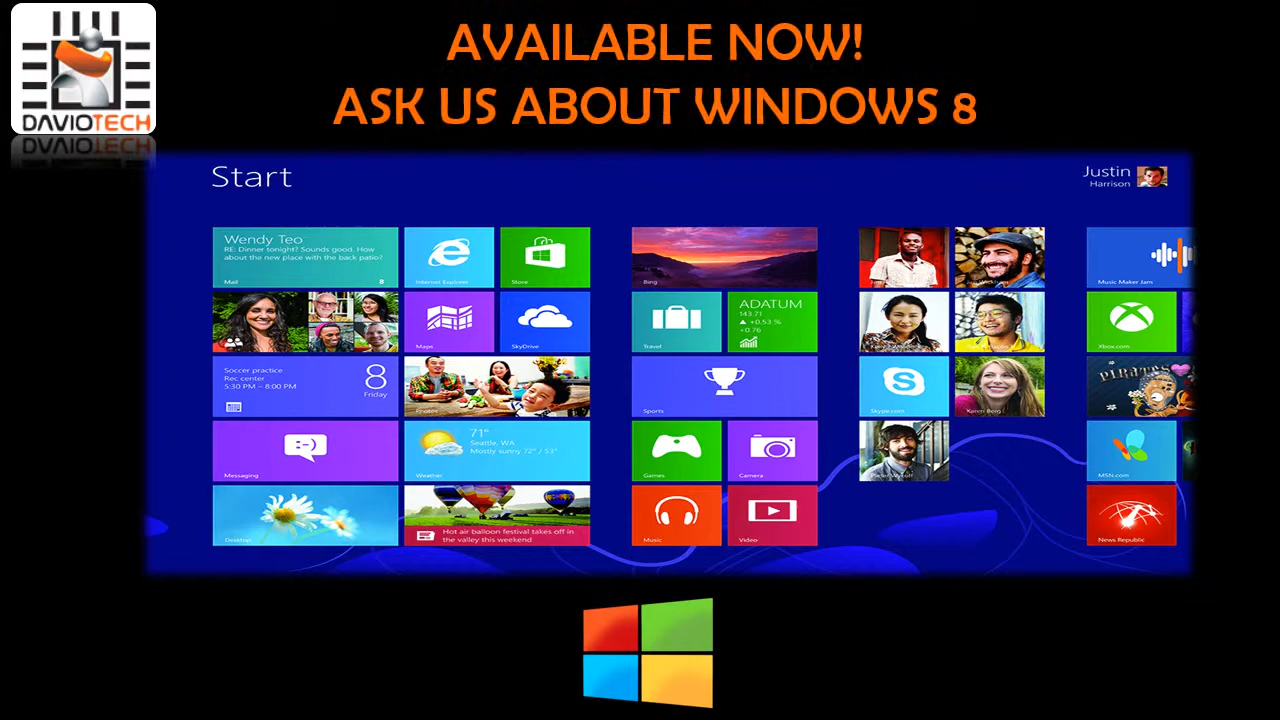 AVAILABLE NOW!
ASK US ABOUT WINDOWS 8
DAVIOTECH
Start
Justin
Harrison
Wendy Teo
RE: Dinner tonight? Sounds good. How
about the new place with the back patio?
Mail
8
Internet Explorer
Store
Maps
SkyDrive
Soccer practice
Rec center
5:30 PM – 8:00 PM
8
Friday
Photos
Messaging
71°
Seattle, WA
Mostly sunny 72° / 53°
Weather
Desktop
Hot air balloon festival takes off in
the valley this weekend
Bing
Travel
ADATUM
143.71
▲ +0.53 %
+0.76
Sports
Games
Camera
Music
Video
Skype.com
Karen Berg
Music Maker Jam
Xbox.com
PIRATES
MSN.com
News Republic